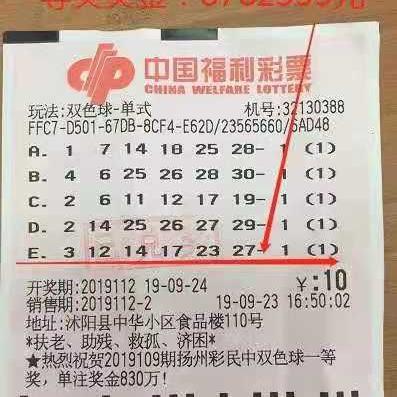 中国福利彩票
CHINA WELFARE LOTTERY
玩法:双色球-单式 机号:32130388
FFC7-D501-67DB-8CF4-E62D/23565660/6AD48
A. 1 7 14 18 25 28- 1 (1)
B. 4 6 25 26 28 30- 1 (1)
C. 2 6 11 12 17 19- 1 (1)
D. 2 14 25 26 27 29- 1 (1)
E. 3 12 14 17 23 27- 1 (1)
开奖期:2019112 19-09-24 ¥:10
销售期:2019112-2 19-09-23 16:50:02
地址:沭阳县中华小区食品楼110号
*扶老、助残、救孤、济困*
★热烈祝贺2019109期扬州彩民中双色球一等
奖，单注奖金830万!